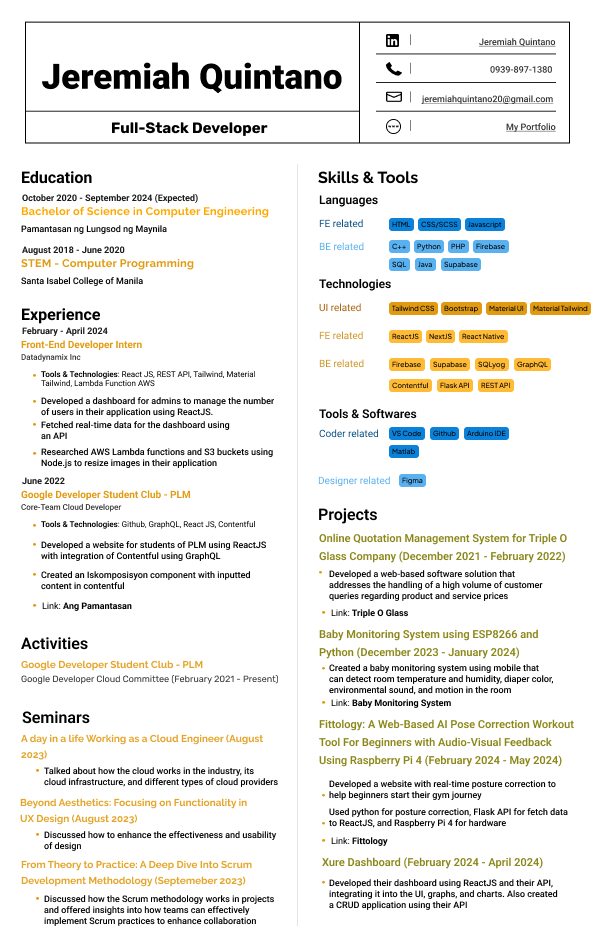 Jeremiah Quintano
Full-Stack Developer
Jeremiah Quintano
0939-897-1380
jeremiahquintano20@gmail.com
My Portfolio
Education
October 2020 - September 2024 (Expected)
Bachelor of Science in Computer Engineering
Pamantasan ng Lungsod ng Maynila
August 2018 - June 2020
STEM - Computer Programming
Santa Isabel College of Manila
Experience
February - April 2024
Front-End Developer Intern
Datadynamix Inc
• Tools & Technologies: React JS, REST API, Tailwind, Material
Tailwind, Lambda Function AWS
• Developed a dashboard for admins to manage the number
of users in their application using ReactJS.
• Fetched real-time data for the dashboard using
an API
• Researched AWS Lambda functions and S3 buckets using
Node.js to resize images in their application
June 2022
Google Developer Student Club - PLM
Core-Team Cloud Developer
• Tools & Technologies: Github, GraphQL, React JS, Contentful
• Developed a website for students of PLM using ReactJS
with integration of Contentful using GraphQL
• Created an Iskomposisyon component with inputted
content in contentful
• Link: Ang Pamantasan
Activities
Google Developer Student Club - PLM
Google Developer Cloud Committee (February 2021 - Present)
Seminars
A day in a life Working as a Cloud Engineer (August
2023)
• Talked about how the cloud works in the industry, its
cloud infrastructure, and different types of cloud providers
Beyond Aesthetics: Focusing on Functionality in
UX Design (August 2023)
• Discussed how to enhance the effectiveness and usability
of design
From Theory to Practice: A Deep Dive Into Scrum
Development Methodology (Septemeber 2023)
• Discussed how the Scrum methodology works in projects
and offered insights into how teams can effectively
implement Scrum practices to enhance collaboration
Skills & Tools
Languages
FE related HTML CSS/SCSS Javascript
BE related C++ Python PHP Firebase
SQL Java Supabase
Technologies
UI related Tailwind CSS Bootstrap Material UI Material Tailwind
FE related ReactJS NextJS React Native
BE related Firebase Supabase SQLyog GraphQL
Contentful Flask API REST API
Tools & Softwares
Coder related VS Code Github Arduino IDE
Matlab
Designer related Figma
Projects
Online Quotation Management System for Triple O
Glass Company (December 2021 - February 2022)
• Developed a web-based software solution that
addresses the handling of a high volume of customer
queries regarding product and service prices
• Link: Triple O Glass
Baby Monitoring System using ESP8266 and
Python (December 2023 - January 2024)
• Created a baby monitoring system using mobile that
can detect room temperature and humidity, diaper color,
environmental sound, and motion in the room
• Link: Baby Monitoring System
Fittology: A Web-Based AI Pose Correction Workout
Tool For Beginners with Audio-Visual Feedback
Using Raspberry Pi 4 (February 2024 - May 2024)
Developed a website with real-time posture correction to
• help beginners start their gym journey
Used python for posture correction, Flask API for fetch data
• to ReactJS, and Raspberry Pi 4 for hardware
• Link: Fittology
Xure Dashboard (February 2024 - April 2024)
• Developed their dashboard using ReactJS and their API,
integrating it into the UI, graphs, and charts. Also created
a CRUD application using their API